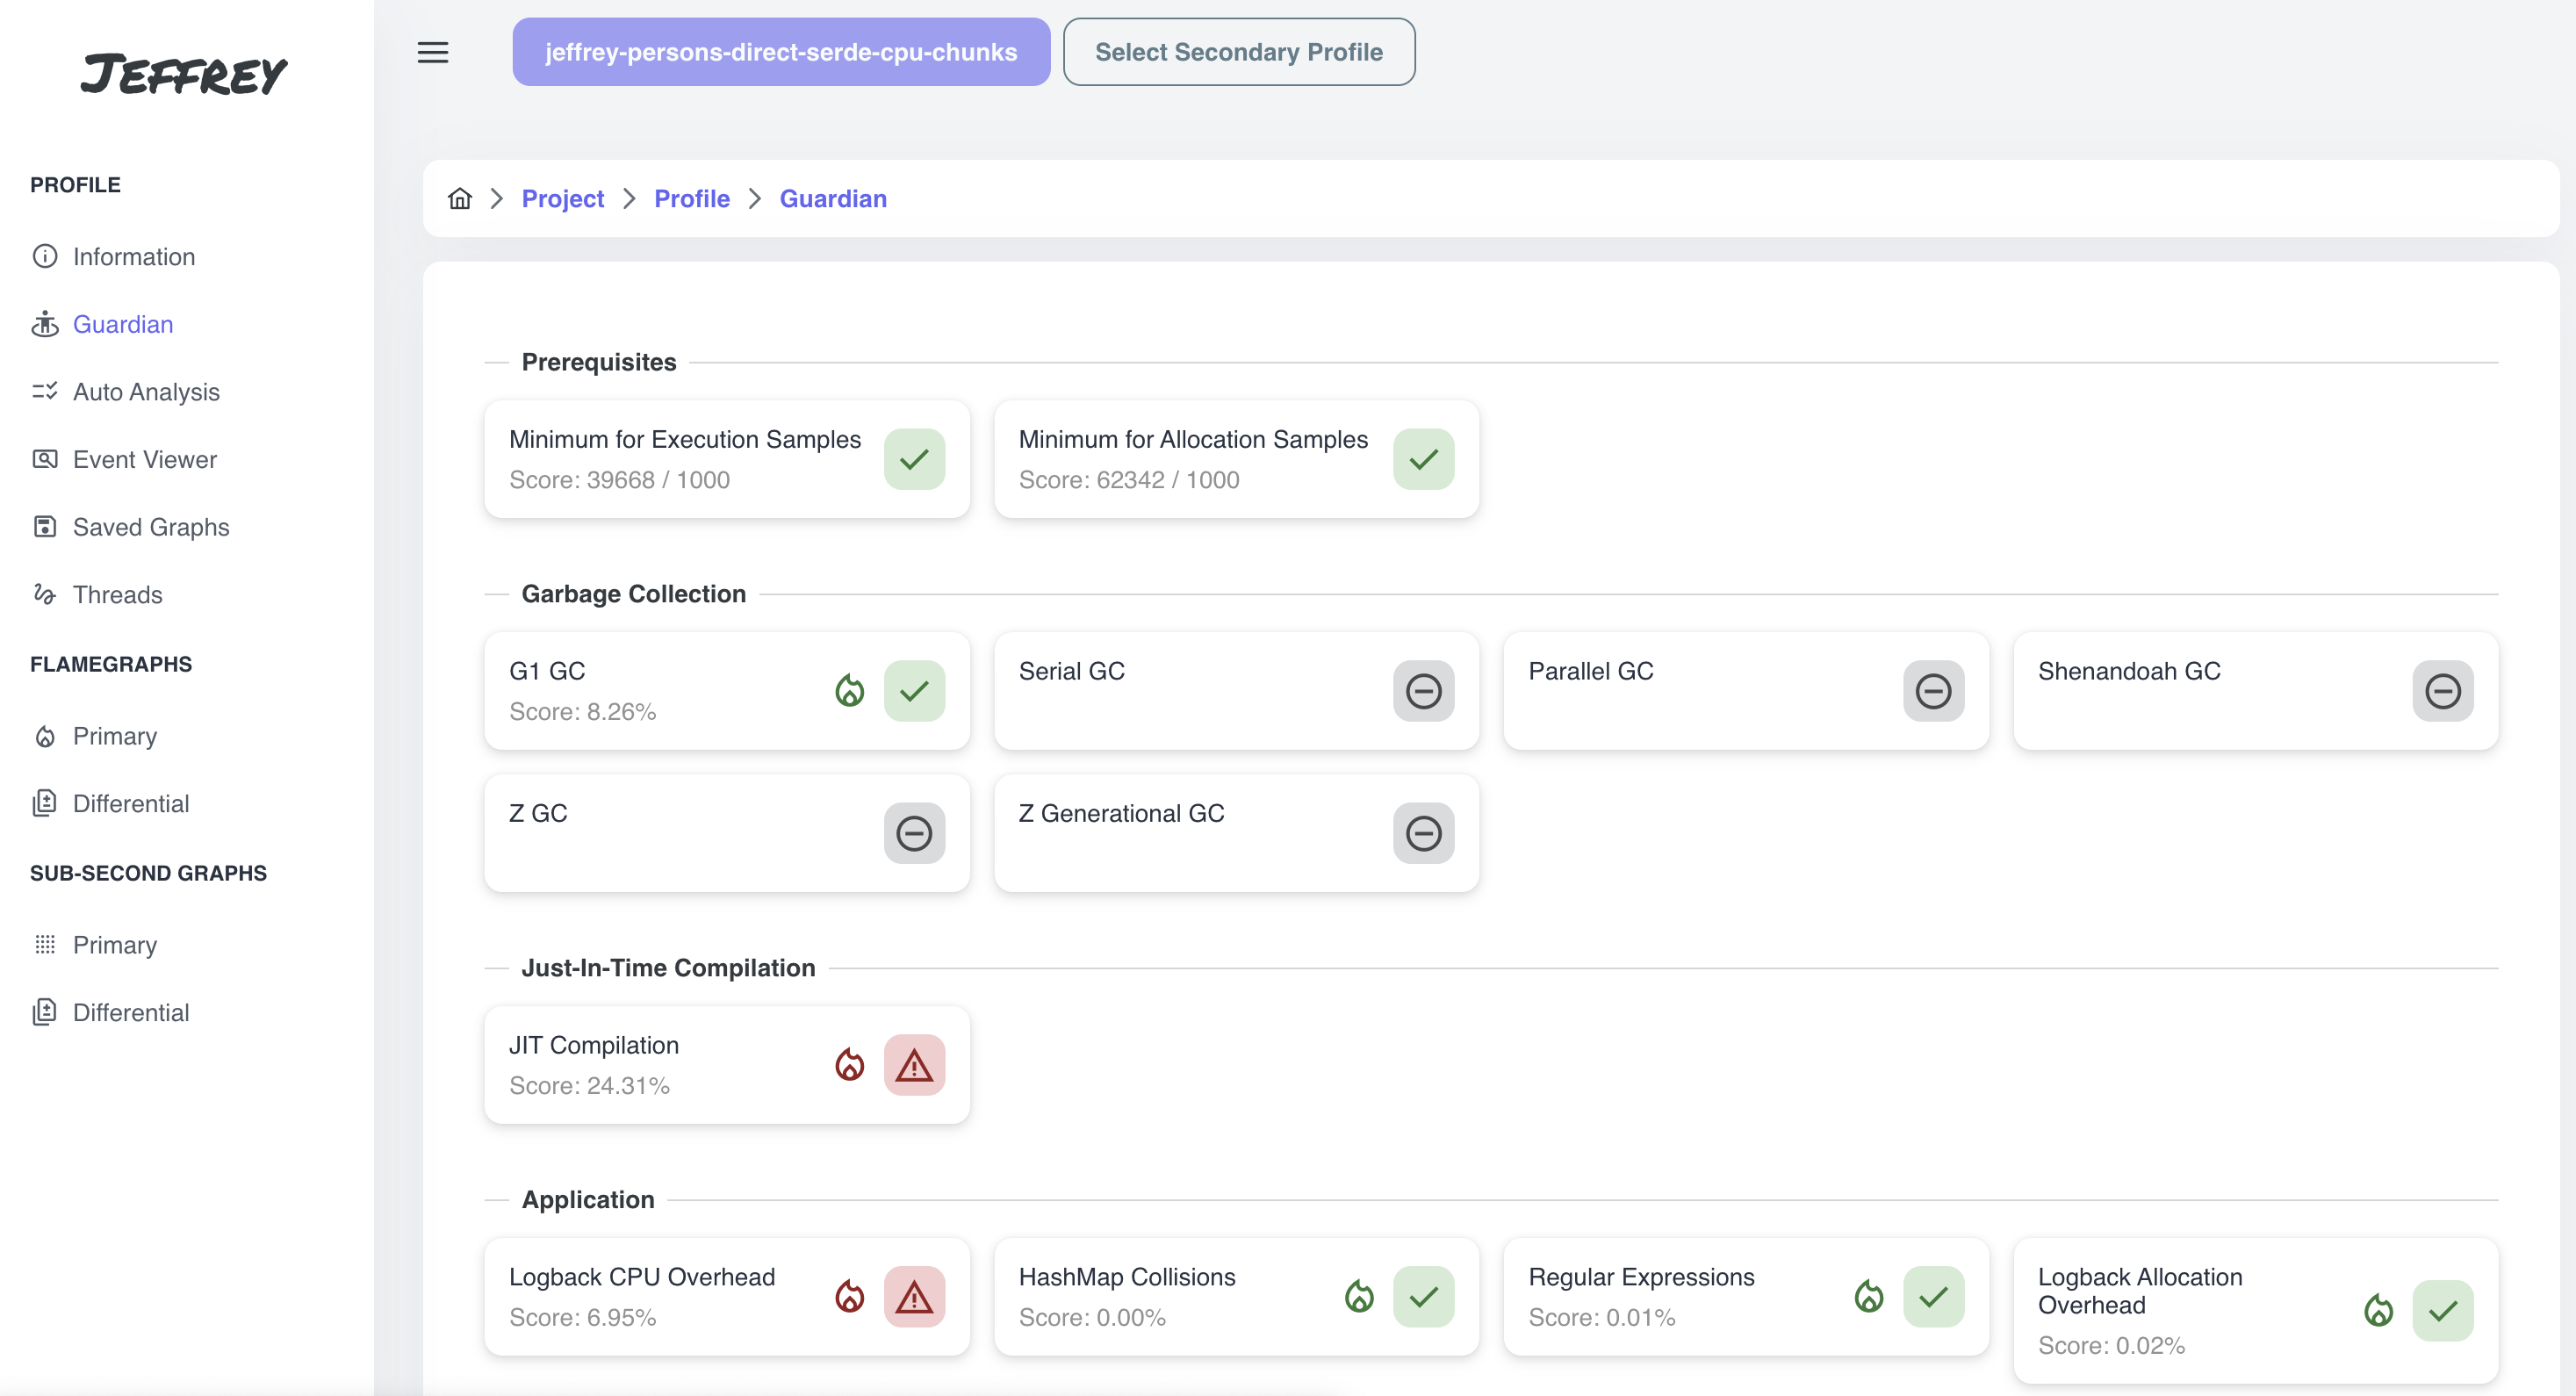 JEFFREY
jeffrey-persons-direct-serde-cpu-chunks
Select Secondary Profile
PROFILE
Information
Guardian
Auto Analysis
Event Viewer
Saved Graphs
Threads
FLAMEGRAPHS
Primary
Differential
SUB-SECOND GRAPHS
Primary
Differential
Project
Profile
Guardian
Prerequisites
Minimum for Execution Samples
Score: 39668 / 1000
Minimum for Allocation Samples
Score: 62342 / 1000
Garbage Collection
G1 GC
Score: 8.26%
Serial GC
Parallel GC
Shenandoah GC
Z GC
Z Generational GC
Just-In-Time Compilation
JIT Compilation
Score: 24.31%
Application
Logback CPU Overhead
Score: 6.95%
HashMap Collisions
Score: 0.00%
Regular Expressions
Score: 0.01%
Logback Allocation
Overhead
Score: 0.02%